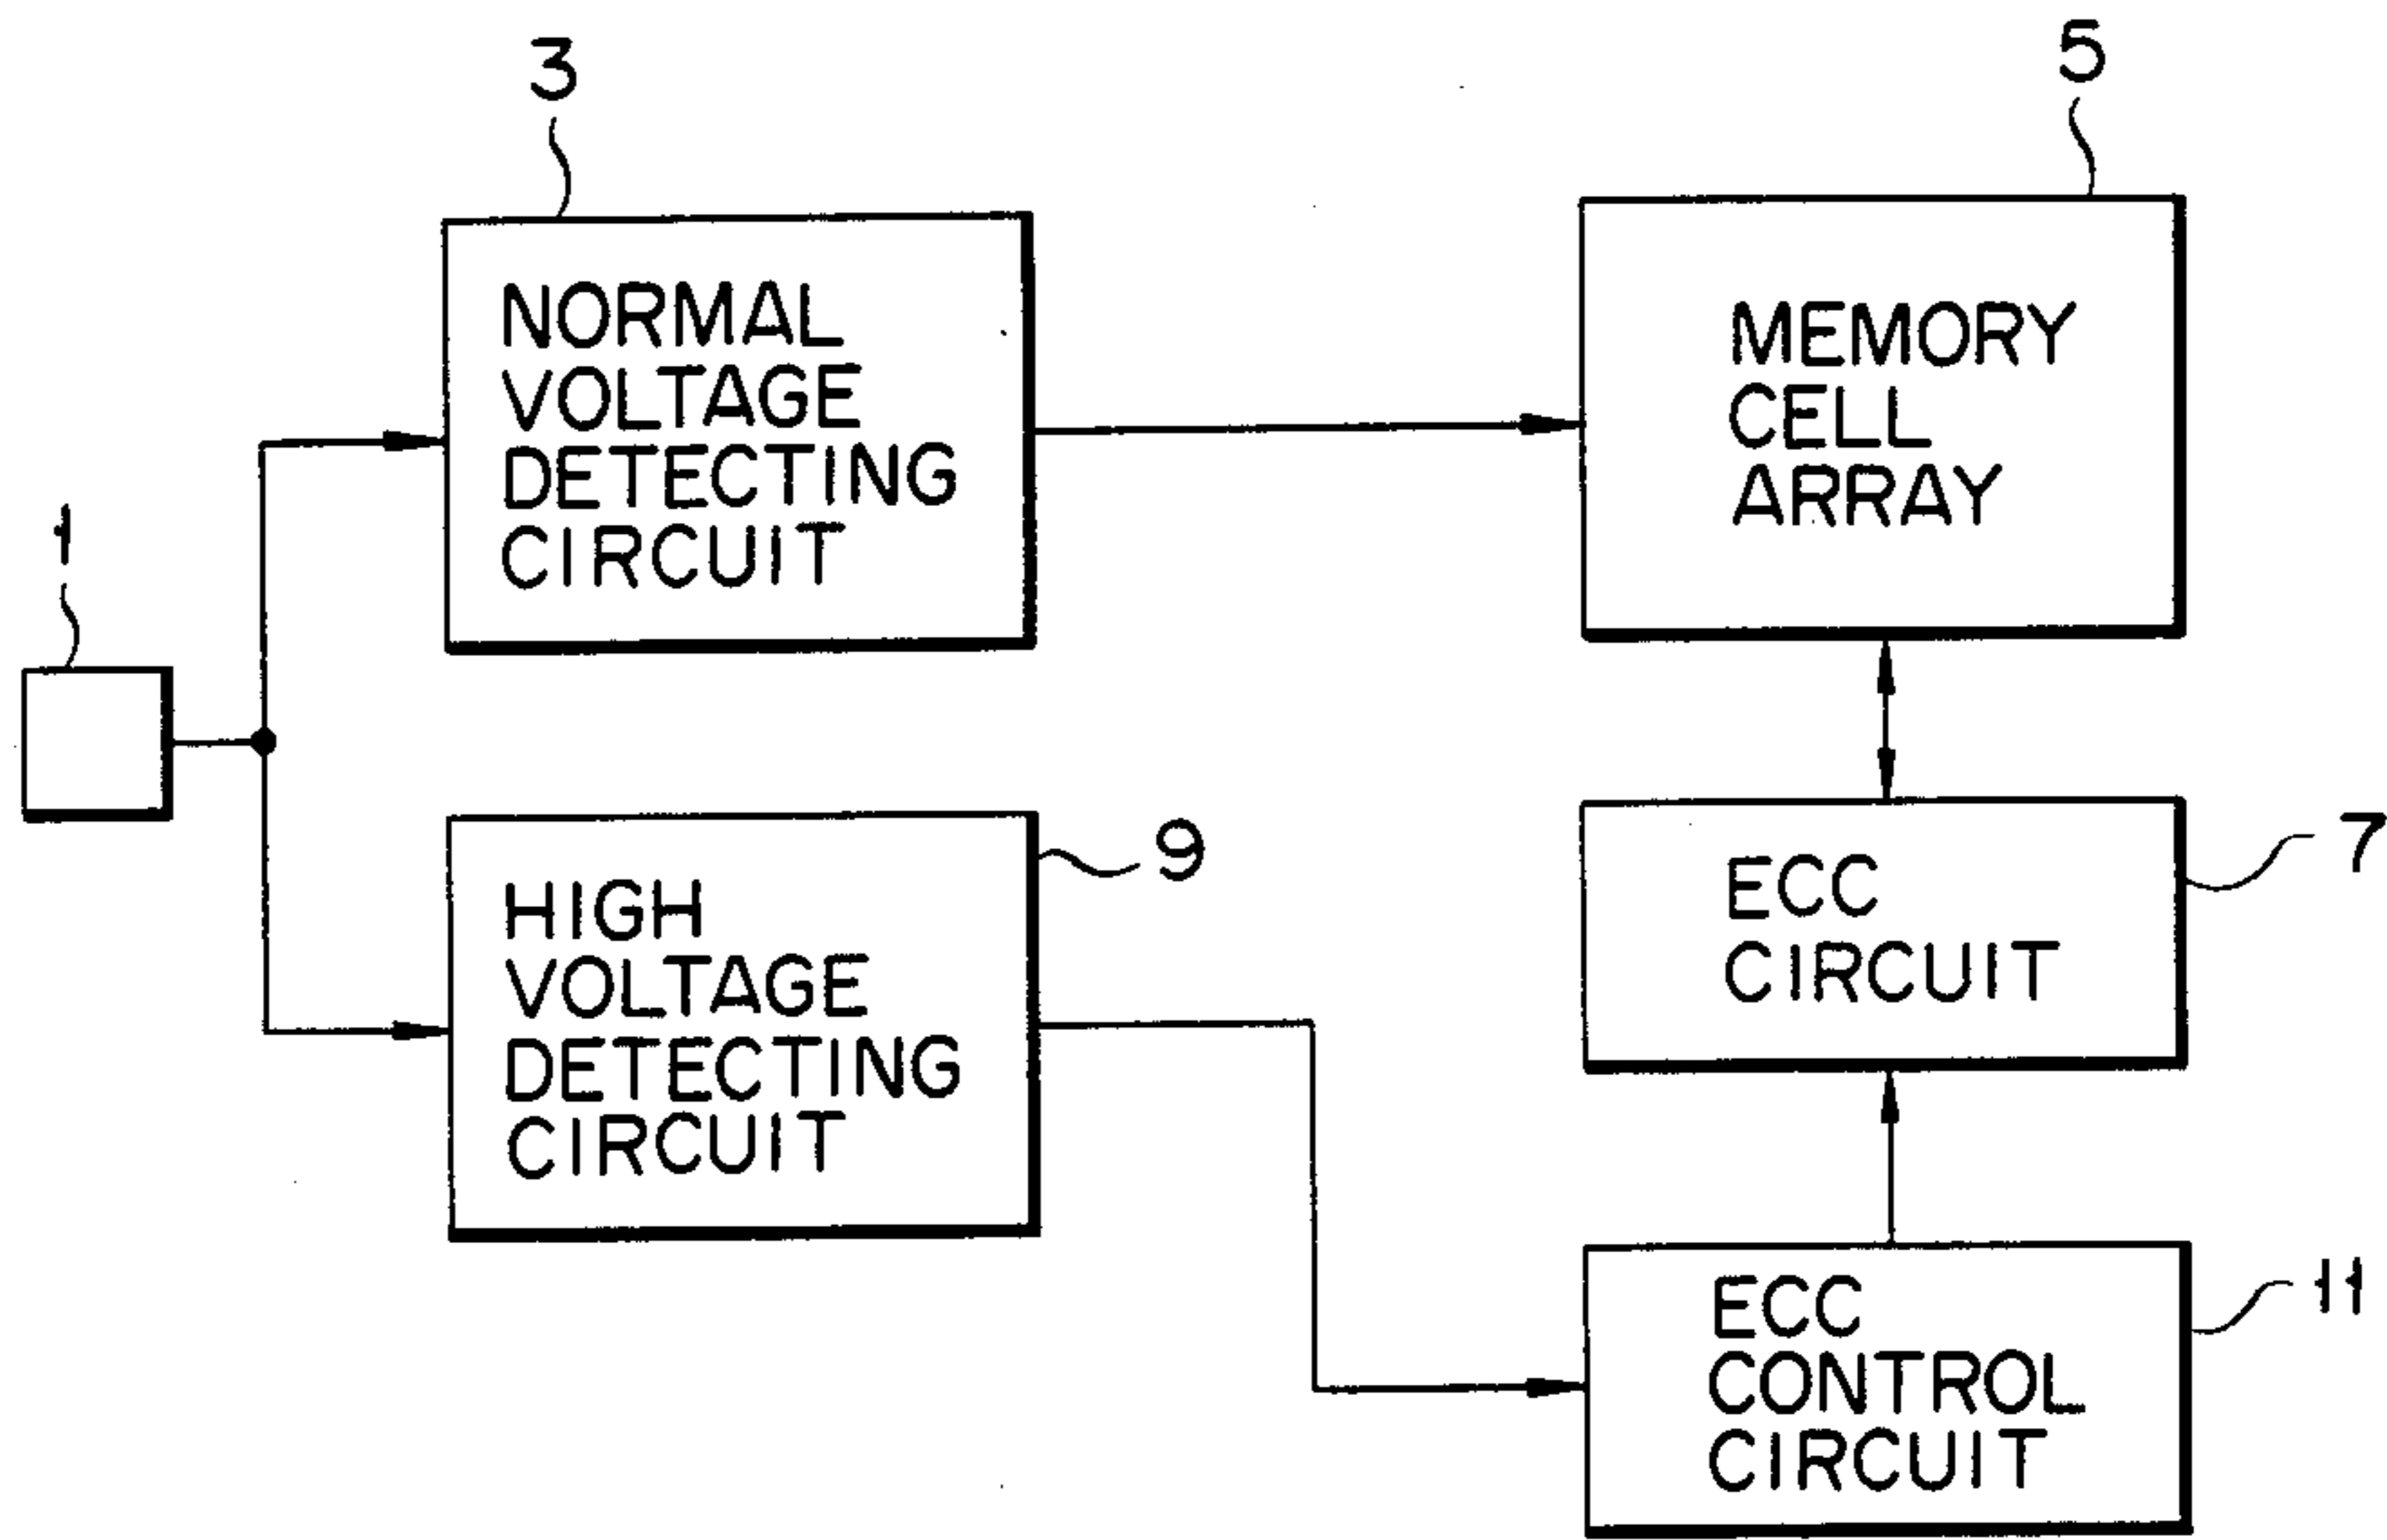 3
5
NORMAL
VOLTAGE
DETECTING
CIRCUIT
MEMORY
CELL
ARRAY
1
9
7
HIGH
VOLTAGE
DETECTING
CIRCUIT
ECC
CIRCUIT
11
ECC
CONTROL
CIRCUIT